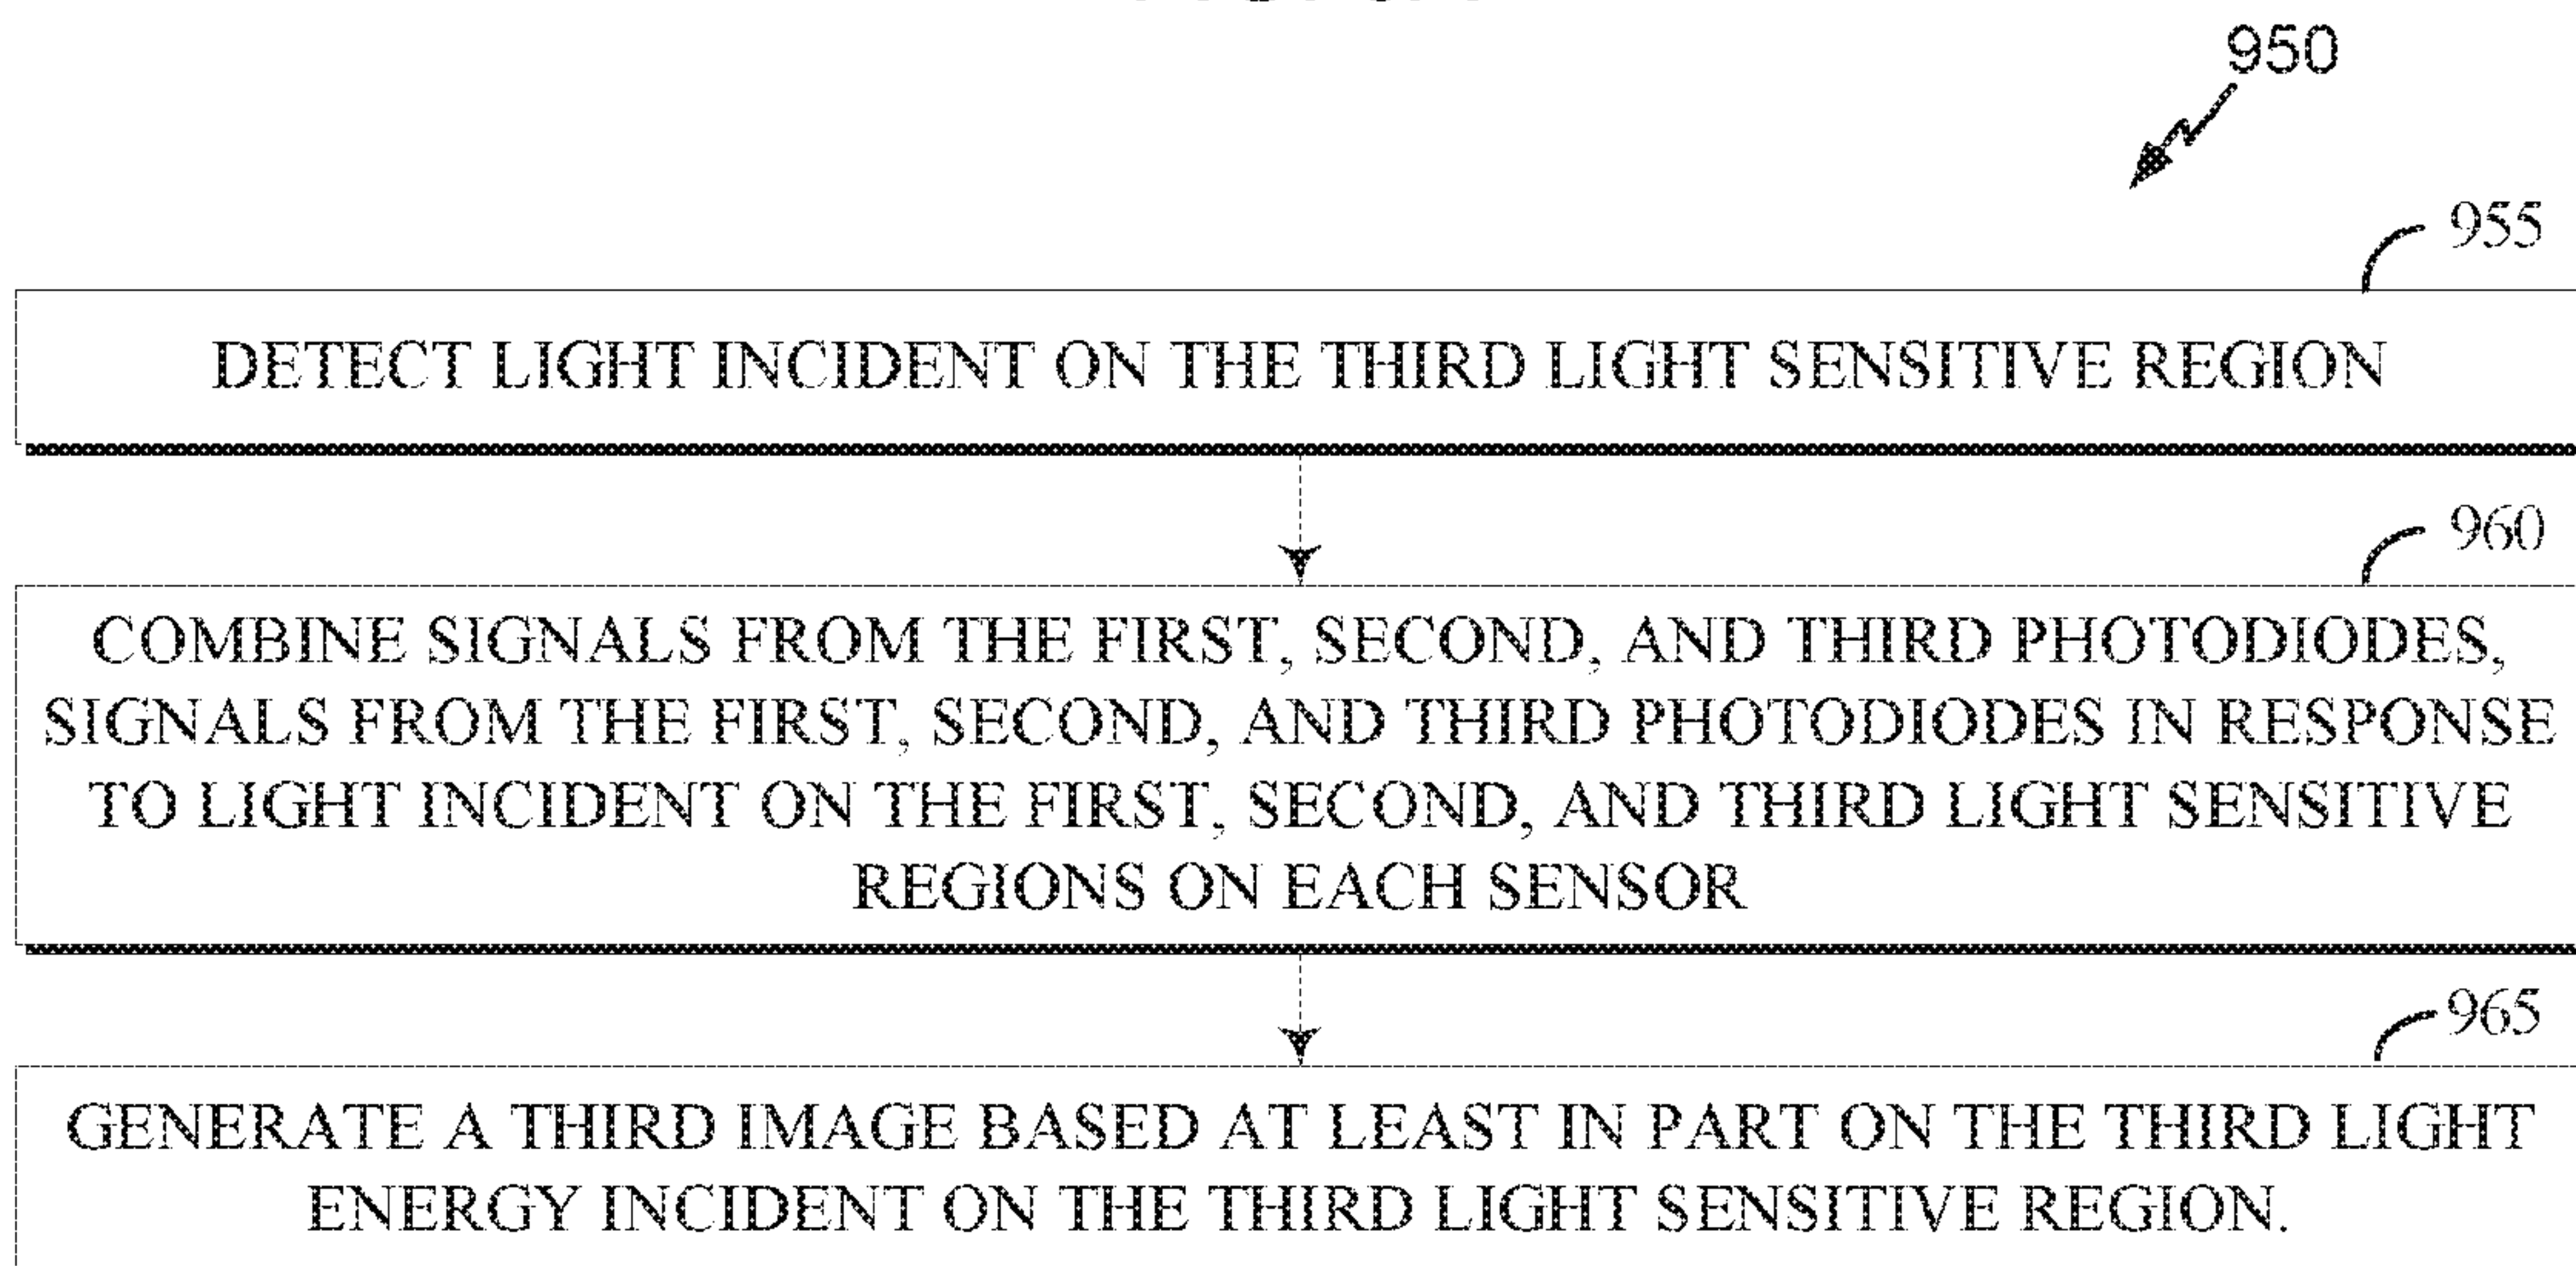 950
955
DETECT LIGHT INCIDENT ON THE THIRD LIGHT SENSITIVE REGION
960
COMBINE SIGNALS FROM THE FIRST, SECOND, AND THIRD PHOTODIODES,
SIGNALS FROM THE FIRST, SECOND, AND THIRD PHOTODIODES IN RESPONSE
TO LIGHT INCIDENT ON THE FIRST, SECOND, AND THIRD LIGHT SENSITIVE
REGIONS ON EACH SENSOR
965
GENERATE A THIRD IMAGE BASED AT LEAST IN PART ON THE THIRD LIGHT
ENERGY INCIDENT ON THE THIRD LIGHT SENSITIVE REGION.